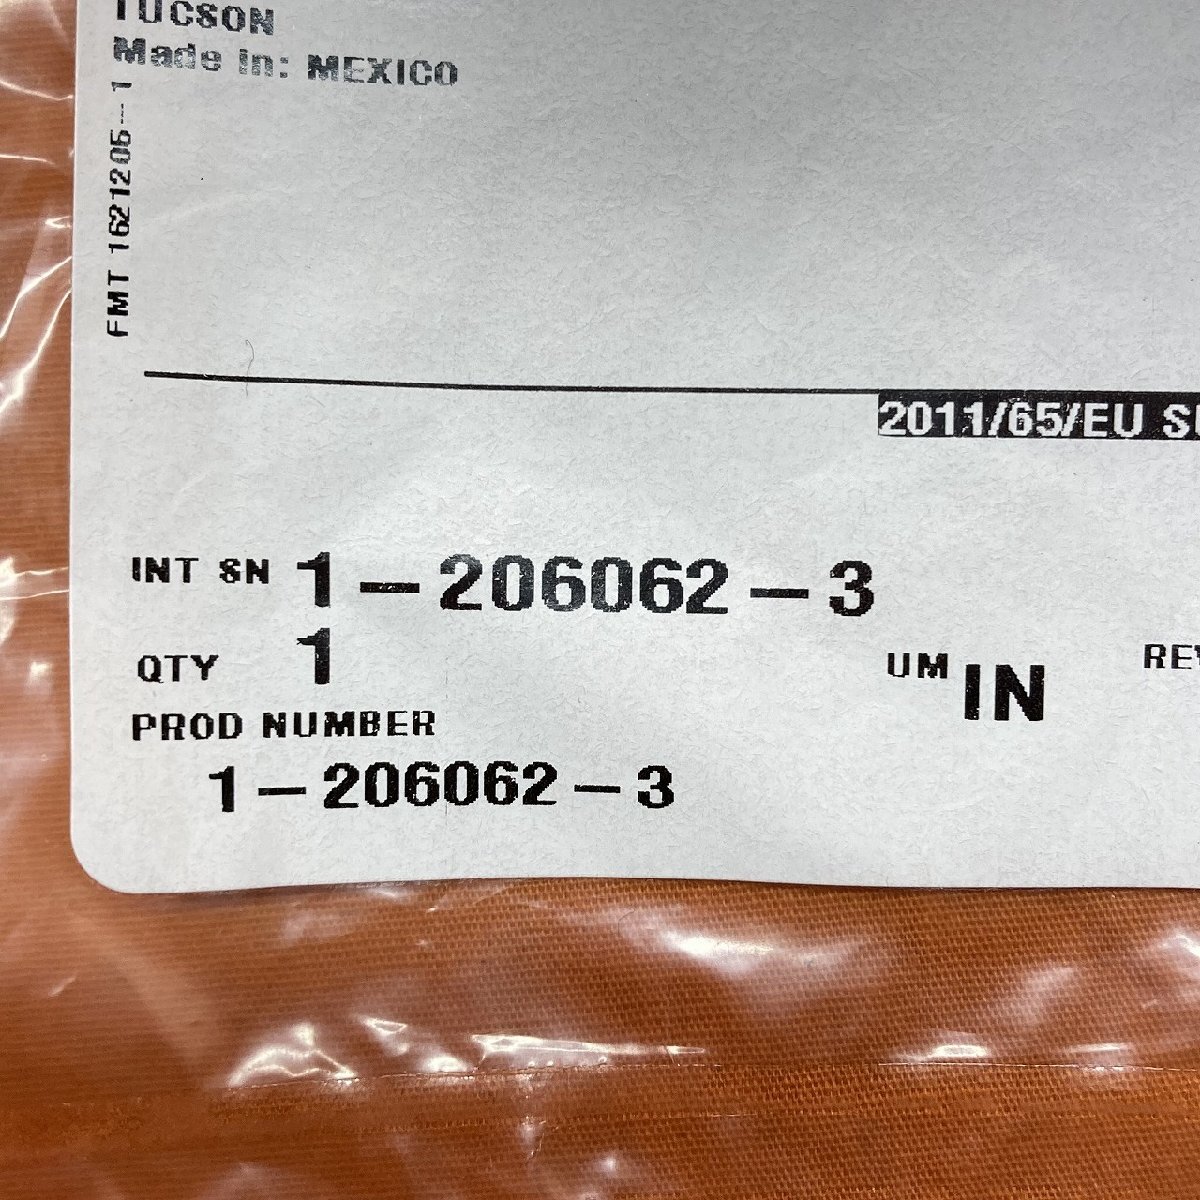 TUCSON
Made in: MEXICO
FMT 1621205--1
2011/65/EU
INT SN 1-206062-3
QTY 1
UM IN
PROD NUMBER
1-206062-3